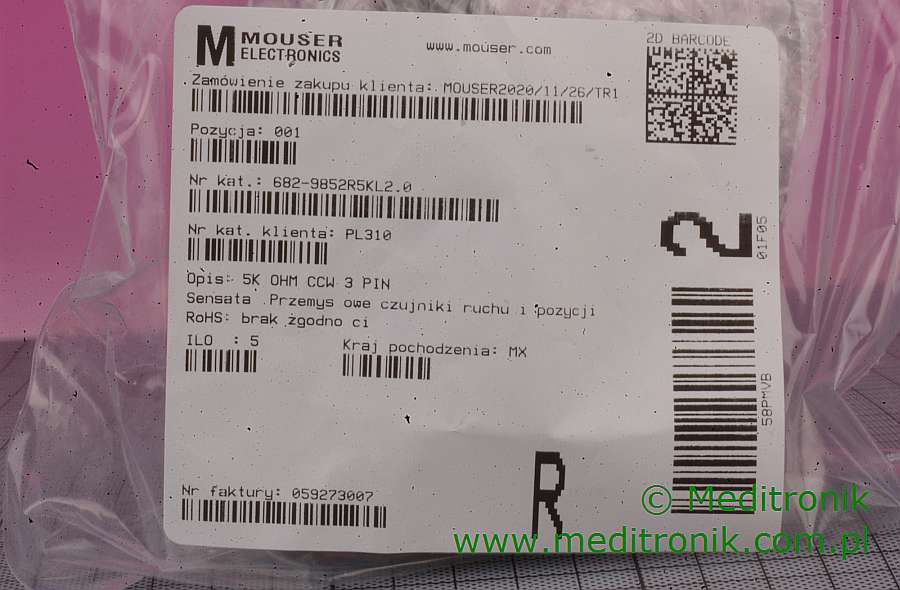 MOUSER
ELECTRONICS
www.mouser.com
2D BARCODE
Zamówienie zakupu klienta: MOUSER2020/11/26/TR1
Pozycja: 001
Nr kat.: 682-9852R5KL2.0
Nr kat. klienta: PL310
Opis: 5K OHM CCW 3 PIN
Sensata Przemys owe czujniki ruchu i pozycji
RoHS: brak zgodno ci
ILO : 5
Kraj pochodzenia: MX
Nr faktury: 059273007
2
01F05
58PMVB
R
© Meditronik
www.meditronik.com.pl